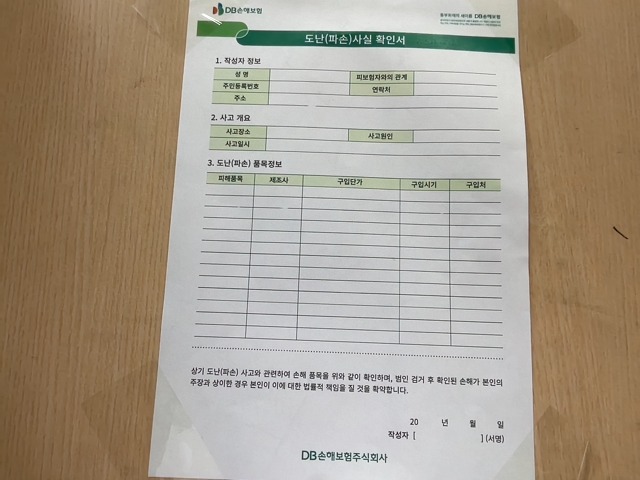 DB손해보험
DB손해보험
도난(파손)사실 확인서
1. 작성자 정보
성 명
피보험자와의 관계
주민등록번호
연락처
주소
2. 사고 개요
사고장소
사고원인
사고일시
3. 도난(파손) 품목정보
피해품목 제조사 구입단가 구입시기 구입처
상기 도난(파손) 사고와 관련하여 손해 품목을 위와 같이 확인하며, 범인 검거 후 확인된 손해가 본인의
주장과 상이한 경우 본인이 이에 대한 법률적 책임을 질 것을 확약합니다.
20 년 월 일
작성자 [ ] (서명)
DB손해보험주식회사